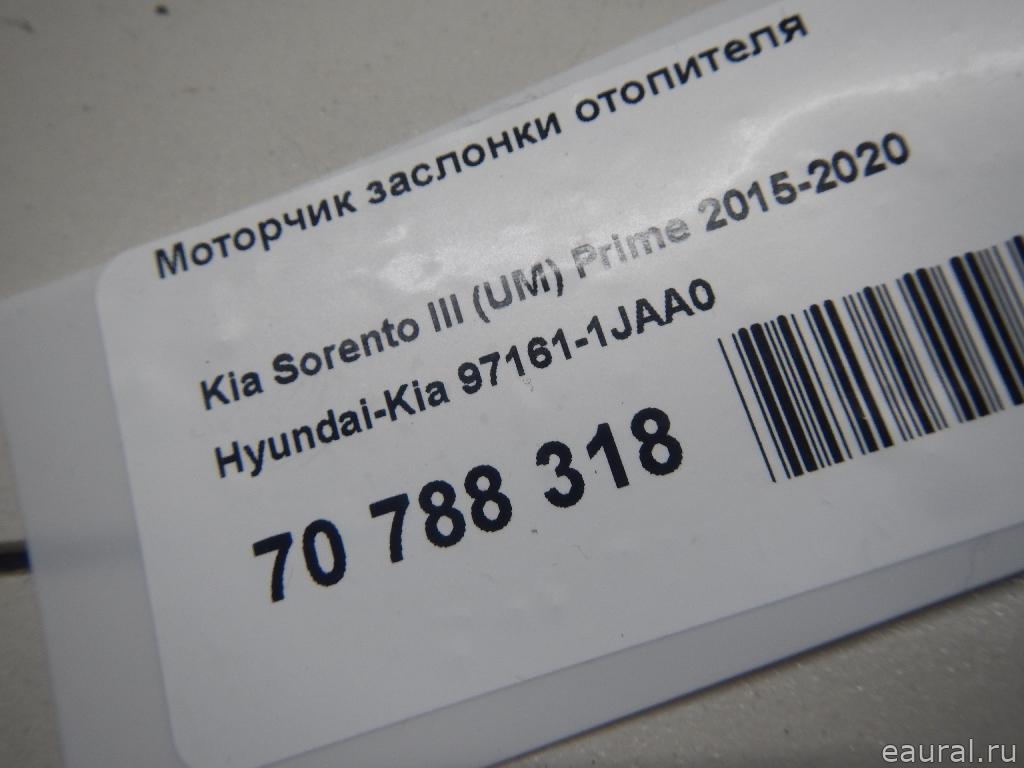 Моторчик заслонки отопителя
Kia Sorento III (UM) Prime 2015-2020
Hyundai-Kia 97161-1JAA0
70 788 318
eaural.ru